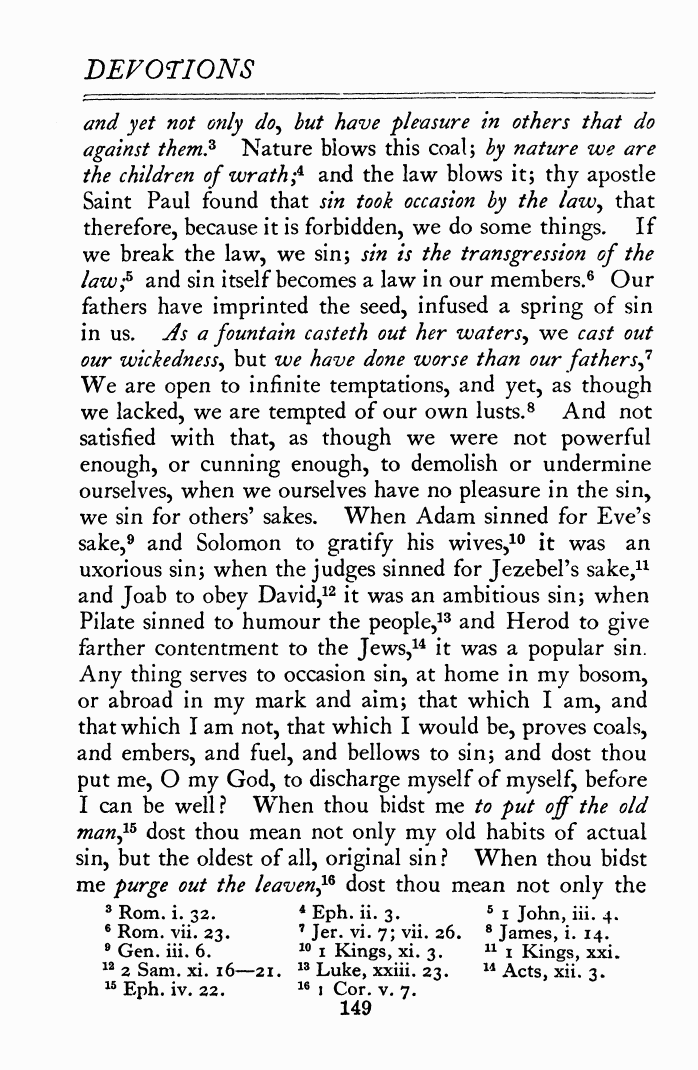 DEVOTIONS
and yet not only do, but have pleasure in others that do
against them.³ Nature blows this coal; by nature we are
the children of wrath;⁴ and the law blows it; thy apostle
Saint Paul found that sin took occasion by the law, that
therefore, because it is forbidden, we do some things. If
we break the law, we sin; sin is the transgression of the
law;⁵ and sin itself becomes a law in our members.⁶ Our
fathers have imprinted the seed, infused a spring of sin
in us. As a fountain casteth out her waters, we cast out
our wickedness, but we have done worse than our fathers,⁷
We are open to infinite temptations, and yet, as though
we lacked, we are tempted of our own lusts.⁸ And not
satisfied with that, as though we were not powerful
enough, or cunning enough, to demolish or undermine
ourselves, when we ourselves have no pleasure in the sin,
we sin for others' sakes. When Adam sinned for Eve's
sake,⁹ and Solomon to gratify his wives,¹⁰ it was an
uxorious sin; when the judges sinned for Jezebel's sake,¹¹
and Joab to obey David,¹² it was an ambitious sin; when
Pilate sinned to humour the people,¹³ and Herod to give
farther contentment to the Jews,¹⁴ it was a popular sin.
Any thing serves to occasion sin, at home in my bosom,
or abroad in my mark and aim; that which I am, and
that which I am not, that which I would be, proves coals,
and embers, and fuel, and bellows to sin; and dost thou
put me, O my God, to discharge myself of myself, before
I can be well? When thou bidst me to put off the old
man,¹⁵ dost thou mean not only my old habits of actual
sin, but the oldest of all, original sin? When thou bidst
me purge out the leaven,¹⁶ dost thou mean not only the
³ Rom. i. 32. ⁴ Eph. ii. 3. ⁵ 1 John, iii. 4.
⁶ Rom. vii. 23. ⁷ Jer. vi. 7; vii. 26. ⁸ James, i. 14.
⁹ Gen. iii. 6. ¹⁰ 1 Kings, xi. 3. ¹¹ 1 Kings, xxi.
¹² 2 Sam. xi. 16—21. ¹³ Luke, xxiii. 23. ¹⁴ Acts, xii. 3.
¹⁵ Eph. iv. 22. ¹⁶ 1 Cor. v. 7.
149